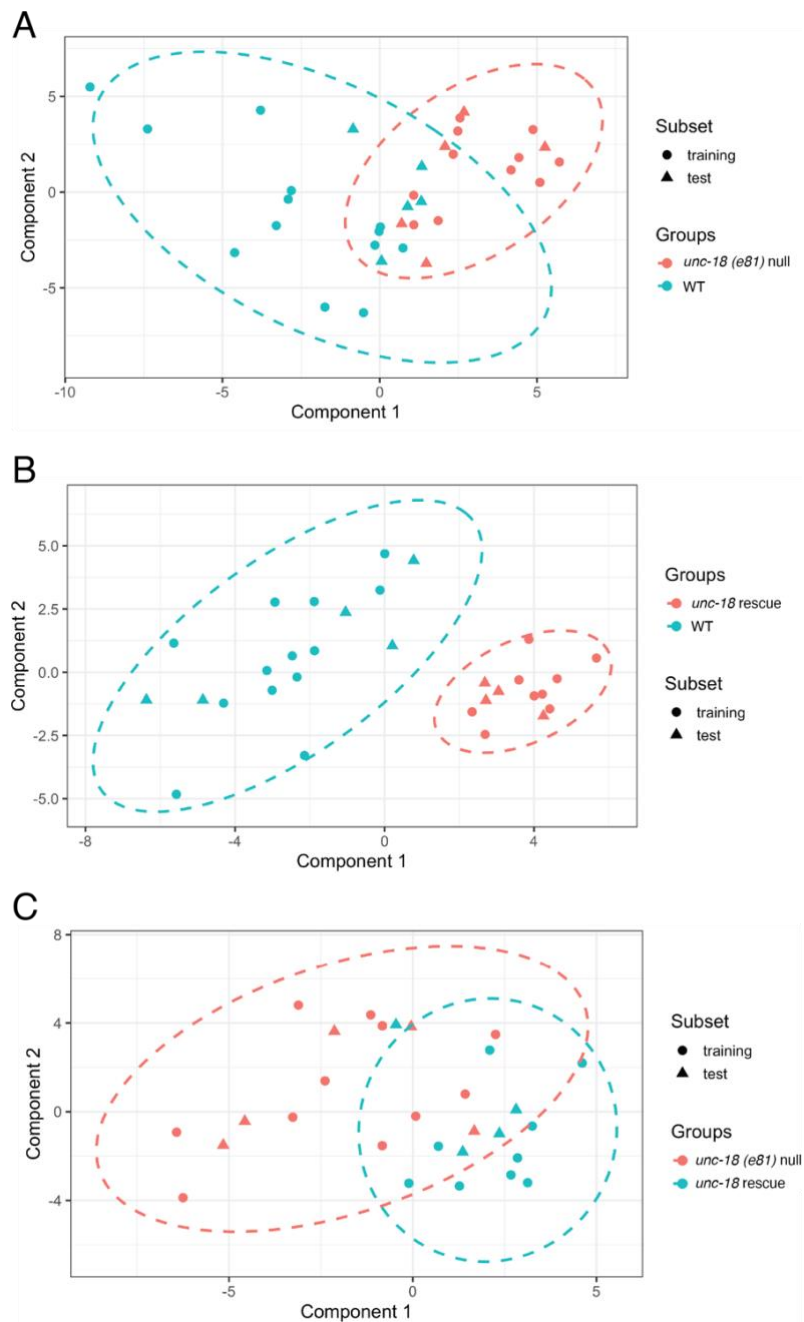 A
5
0
-5
Component 2
-10
-5
0
5
Component 1
Subset
training
test
Groups
unc-18 (e81) null
WT
B
5.0
2.5
0.0
-2.5
-5.0
Component 2
-8
-4
0
4
Component 1
Groups
unc-18 rescue
WT
Subset
training
test
C
8
4
0
-4
Component 2
-5
0
5
Component 1
Subset
training
test
Groups
unc-18 (e81) null
unc-18 rescue